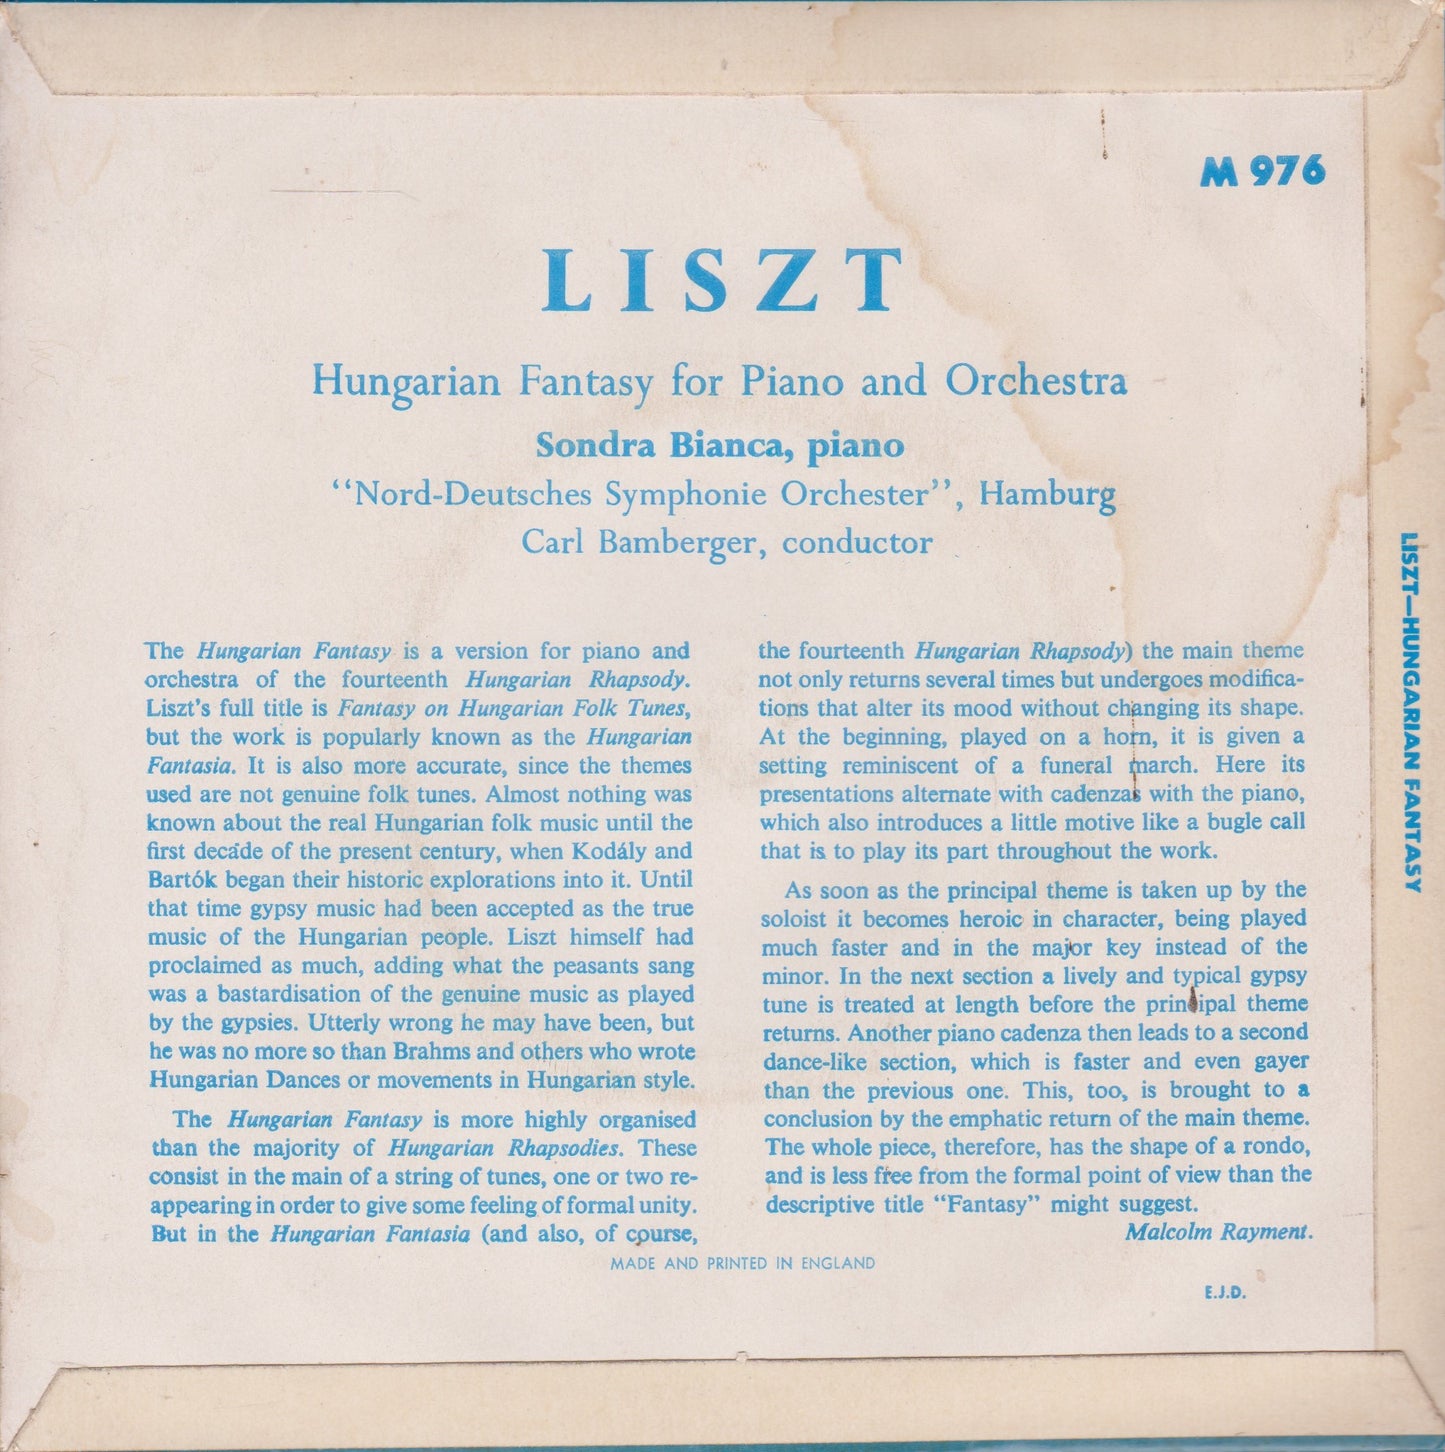 M 976
LISZT
Hungarian Fantasy for Piano and Orchestra
Sondra Bianca, piano
“Nord-Deutsches Symphonie Orchester”, Hamburg
Carl Bamberger, conductor
The Hungarian Fantasy is a version for piano and
orchestra of the fourteenth Hungarian Rhapsody.
Liszt's full title is Fantasy on Hungarian Folk Tunes,
but the work is popularly known as the Hungarian
Fantasia. It is also more accurate, since the themes
used are not genuine folk tunes. Almost nothing was
known about the real Hungarian folk music until the
first decade of the present century, when Kodály and
Bartók began their historic explorations into it. Until
that time gypsy music had been accepted as the true
music of the Hungarian people. Liszt himself had
proclaimed as much, adding what the peasants sang
was a bastardisation of the genuine music as played
by the gypsies. Utterly wrong he may have been, but
he was no more so than Brahms and others who wrote
Hungarian Dances or movements in Hungarian style.
The Hungarian Fantasy is more highly organised
than the majority of Hungarian Rhapsodies. These
consist in the main of a string of tunes, one or two re-
appearing in order to give some feeling of formal unity.
But in the Hungarian Fantasia (and also, of course,
the fourteenth Hungarian Rhapsody) the main theme
not only returns several times but undergoes modifica-
tions that alter its mood without changing its shape.
At the beginning, played on a horn, it is given a
setting reminiscent of a funeral march. Here its
presentations alternate with cadenzas with the piano,
which also introduces a little motive like a bugle call
that is to play its part throughout the work.
As soon as the principal theme is taken up by the
soloist it becomes heroic in character, being played
much faster and in the major key instead of the
minor. In the next section a lively and typical gypsy
tune is treated at length before the principal theme
returns. Another piano cadenza then leads to a second
dance-like section, which is faster and even gayer
than the previous one. This, too, is brought to a
conclusion by the emphatic return of the main theme.
The whole piece, therefore, has the shape of a rondo,
and is less free from the formal point of view than the
descriptive title “Fantasy” might suggest.
Malcolm Rayment.
MADE AND PRINTED IN ENGLAND
E.J.D.
LISZT—HUNGARIAN FANTASY